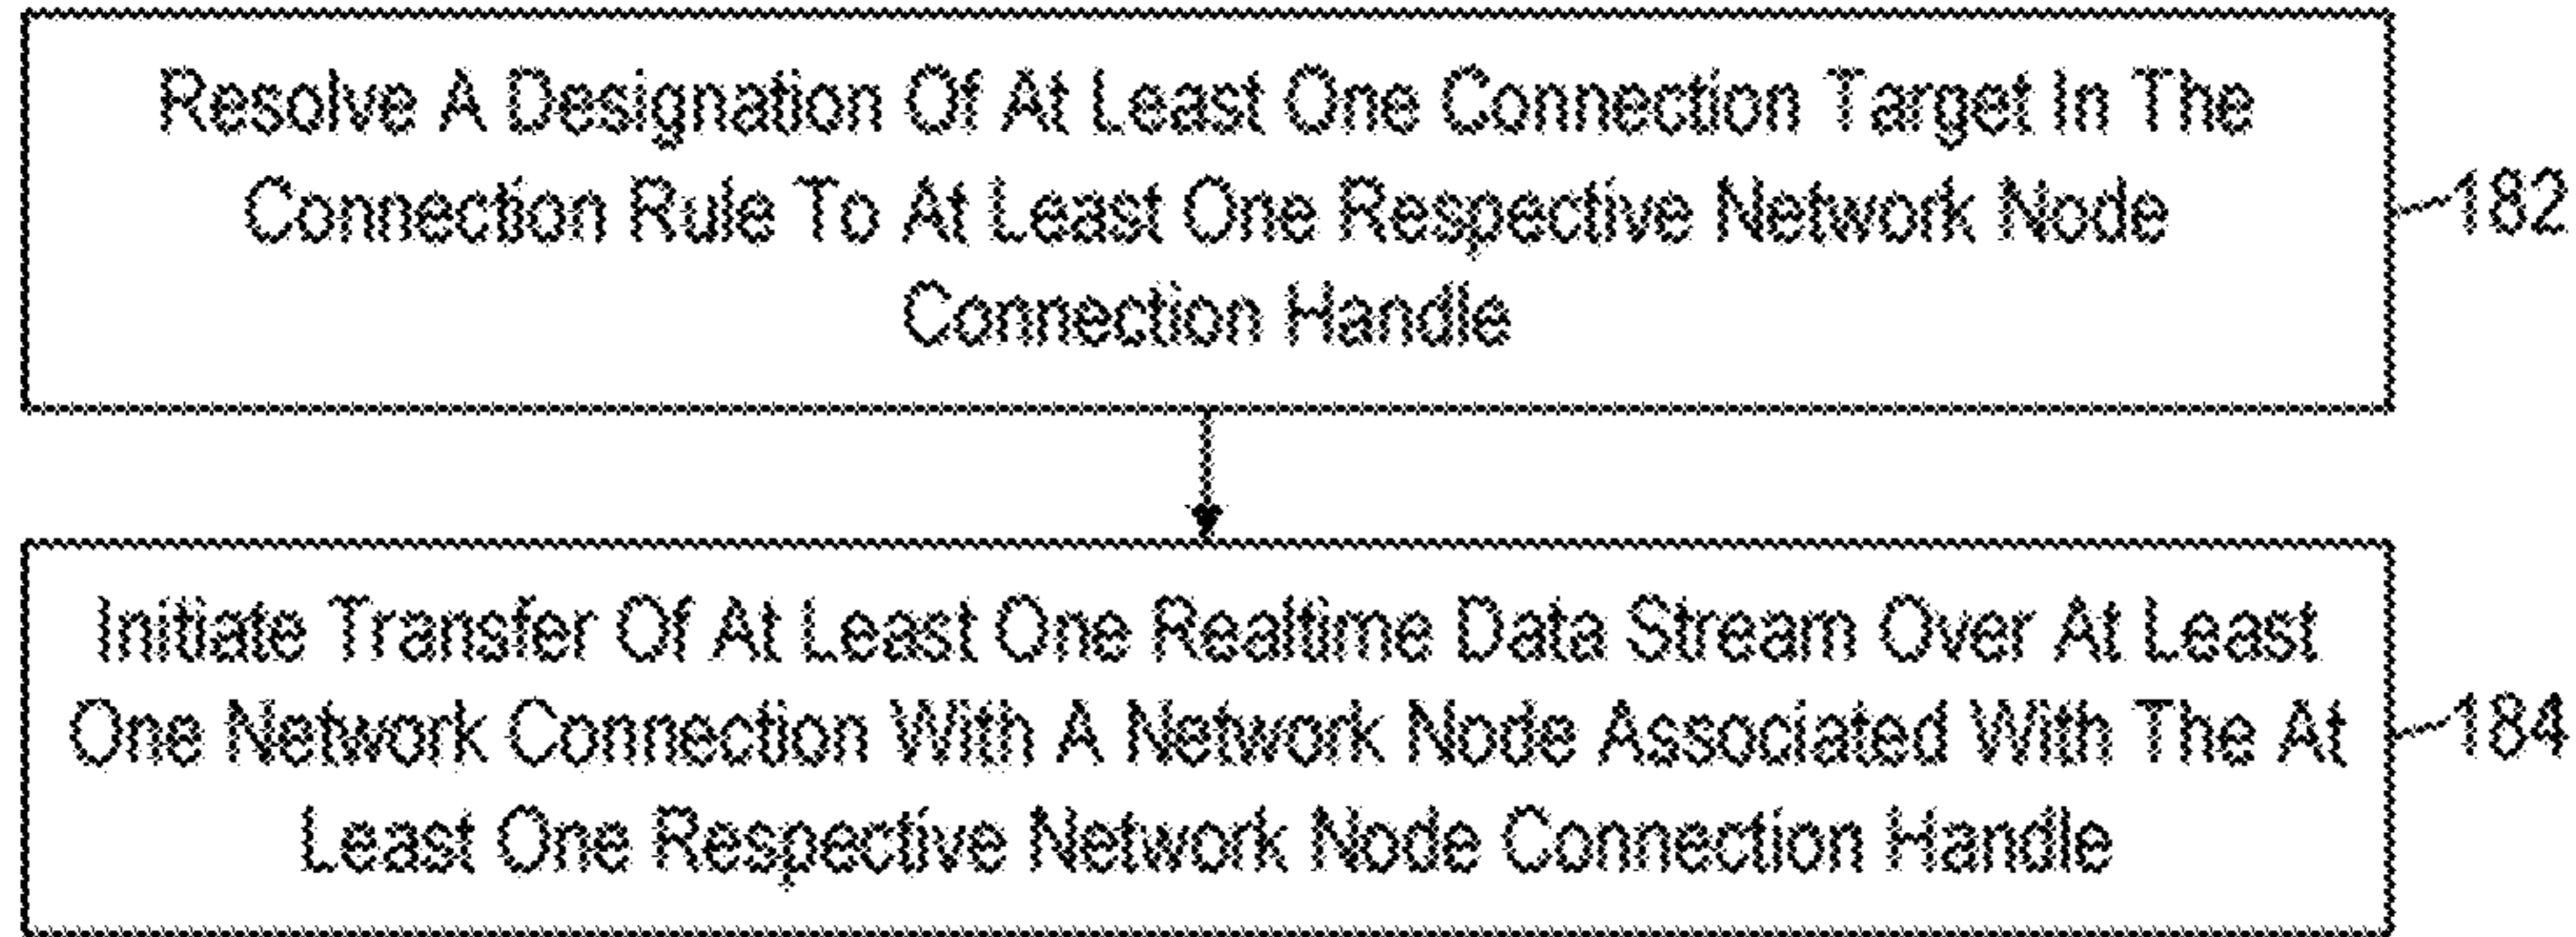 Resolve A Designation Of At Least One Connection Target In The
Connection Rule To At Least One Respective Network Node
Connection Handle
182
Initiate Transfer Of At Least One Realtime Data Stream Over At Least
One Network Connection With A Network Node Associated With The At
Least One Respective Network Node Connection Handle
184